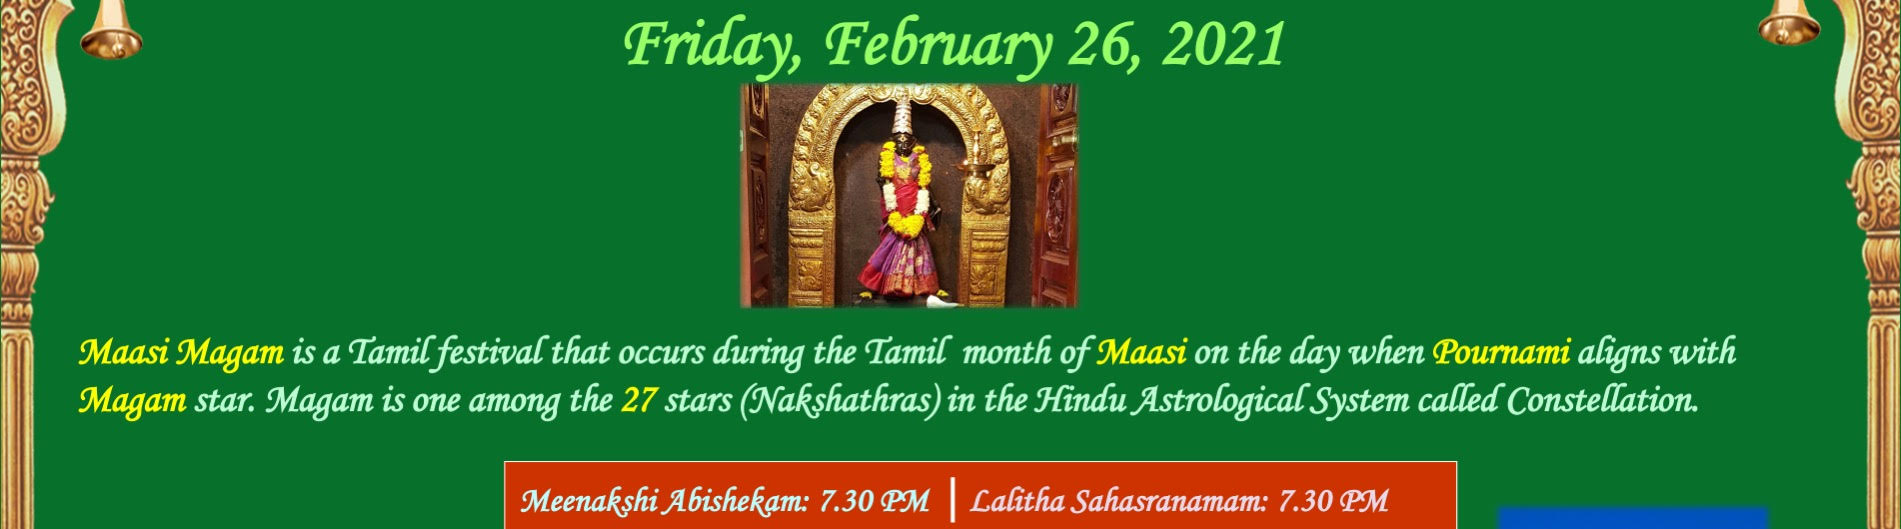 Friday, February 26, 2021
Maasi Magam is a Tamil festival that occurs during the Tamil month of Maasi on the day when Pournami aligns with
Magam star. Magam is one among the 27 stars (Nakshathras) in the Hindu Astrological System called Constellation.
Meenakshi Abishekam: 7.30 PM | Lalitha Sahasranamam: 7.30 PM